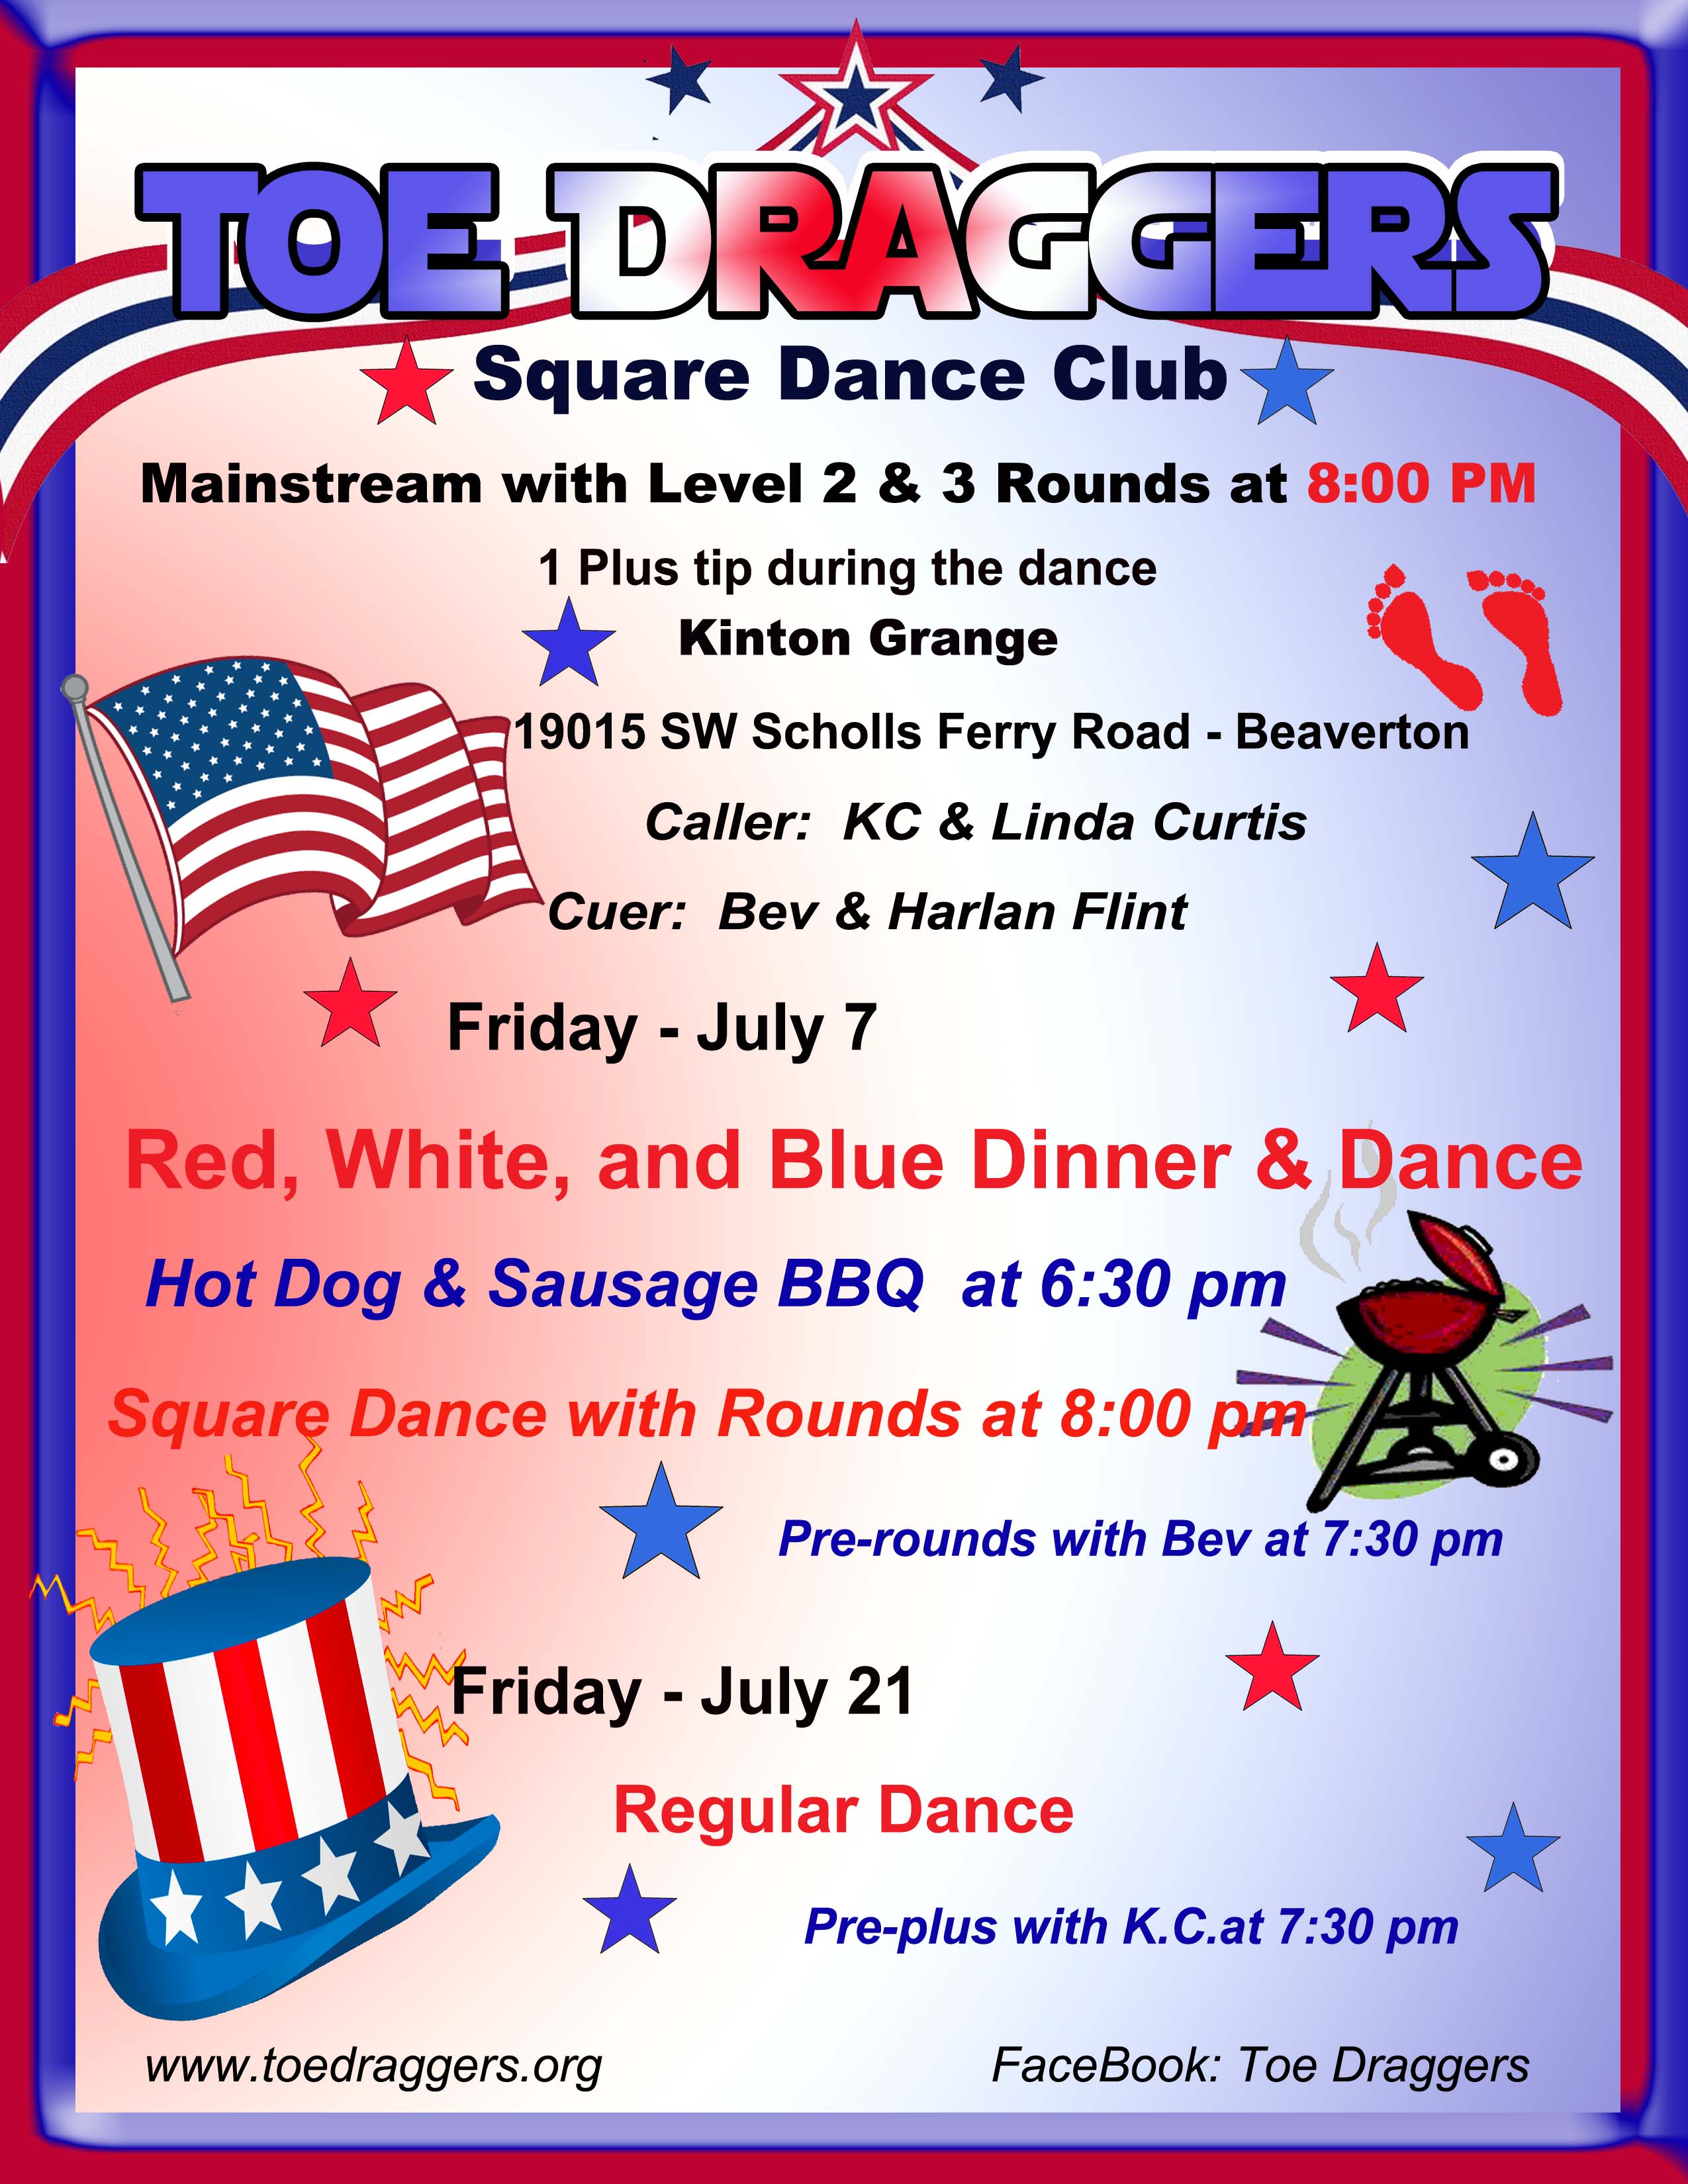 TOE DRAGGERS
Square Dance Club
Mainstream with Level 2 & 3 Rounds at 8:00 PM
1 Plus tip during the dance
Kinton Grange
19015 SW Scholls Ferry Road - Beaverton
Caller:  KC & Linda Curtis
Cuer:  Bev & Harlan Flint
Friday - July 7
Red, White, and Blue Dinner & Dance
Hot Dog & Sausage BBQ  at 6:30 pm
Square Dance with Rounds at 8:00 pm
Pre-rounds with Bev at 7:30 pm
Friday - July 21
Regular Dance
Pre-plus with K.C.at 7:30 pm
www.toedraggers.org
FaceBook: Toe Draggers